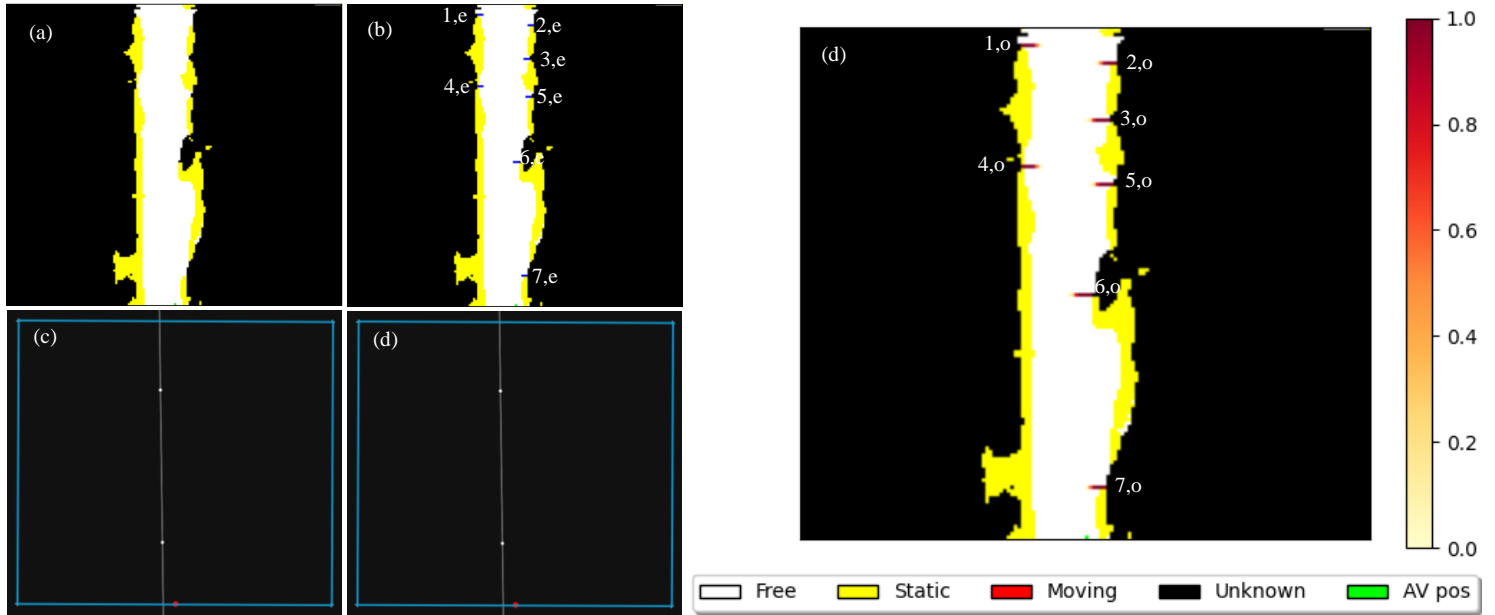 (a)
(b)
1,e
2,e
3,e
4,e
5,e
6,e
7,e
(c)
(d)
(d)
1,o
2,o
3,o
4,o
5,o
6,o
7,o
1.0
0.8
0.6
0.4
0.2
0.0
Free Static Moving Unknown AV pos